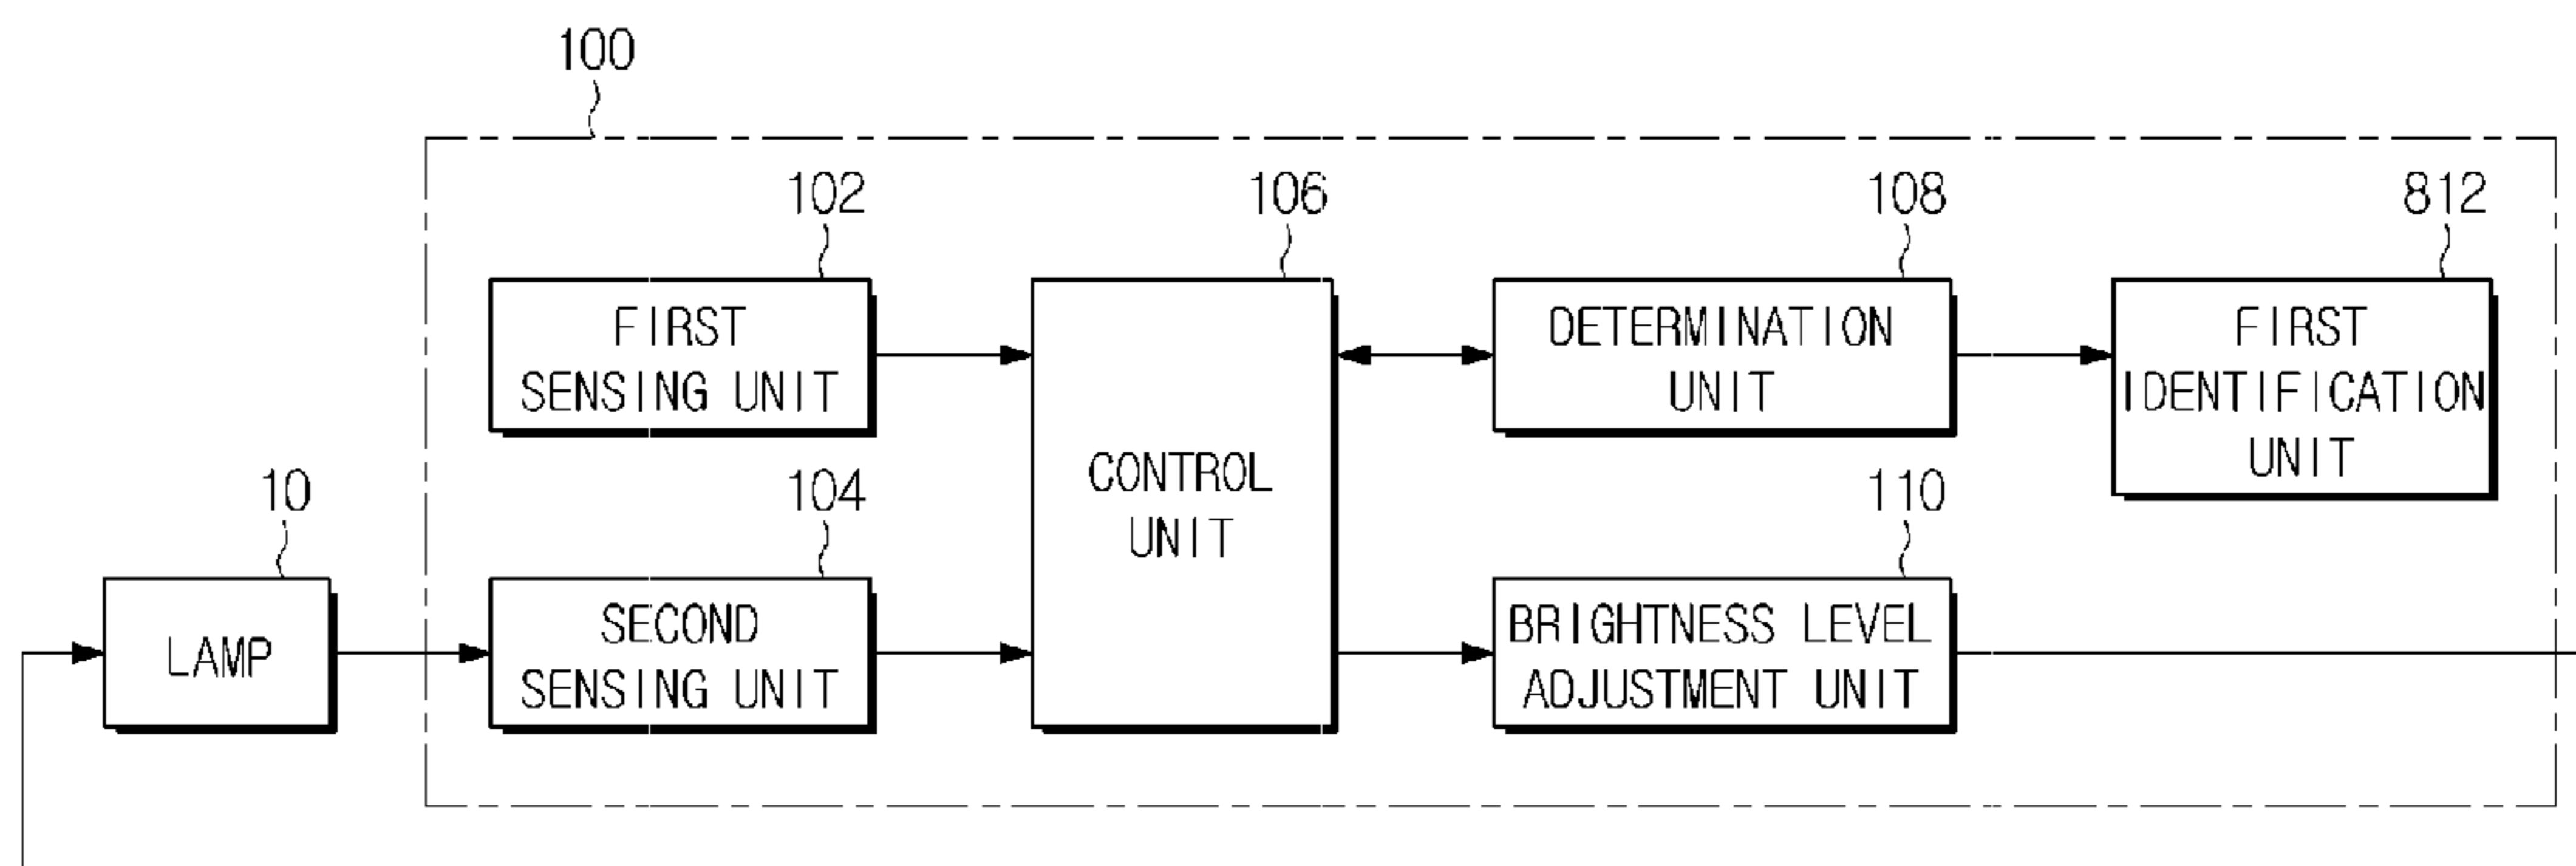 100
102
106
108
812
FIRST
SENSING UNIT
DETERMINATION
UNIT
FIRST
IDENTIFICATION
UNIT
CONTROL
UNIT
10
104
110
LAMP
SECOND
SENSING UNIT
BRIGHTNESS LEVEL
ADJUSTMENT UNIT